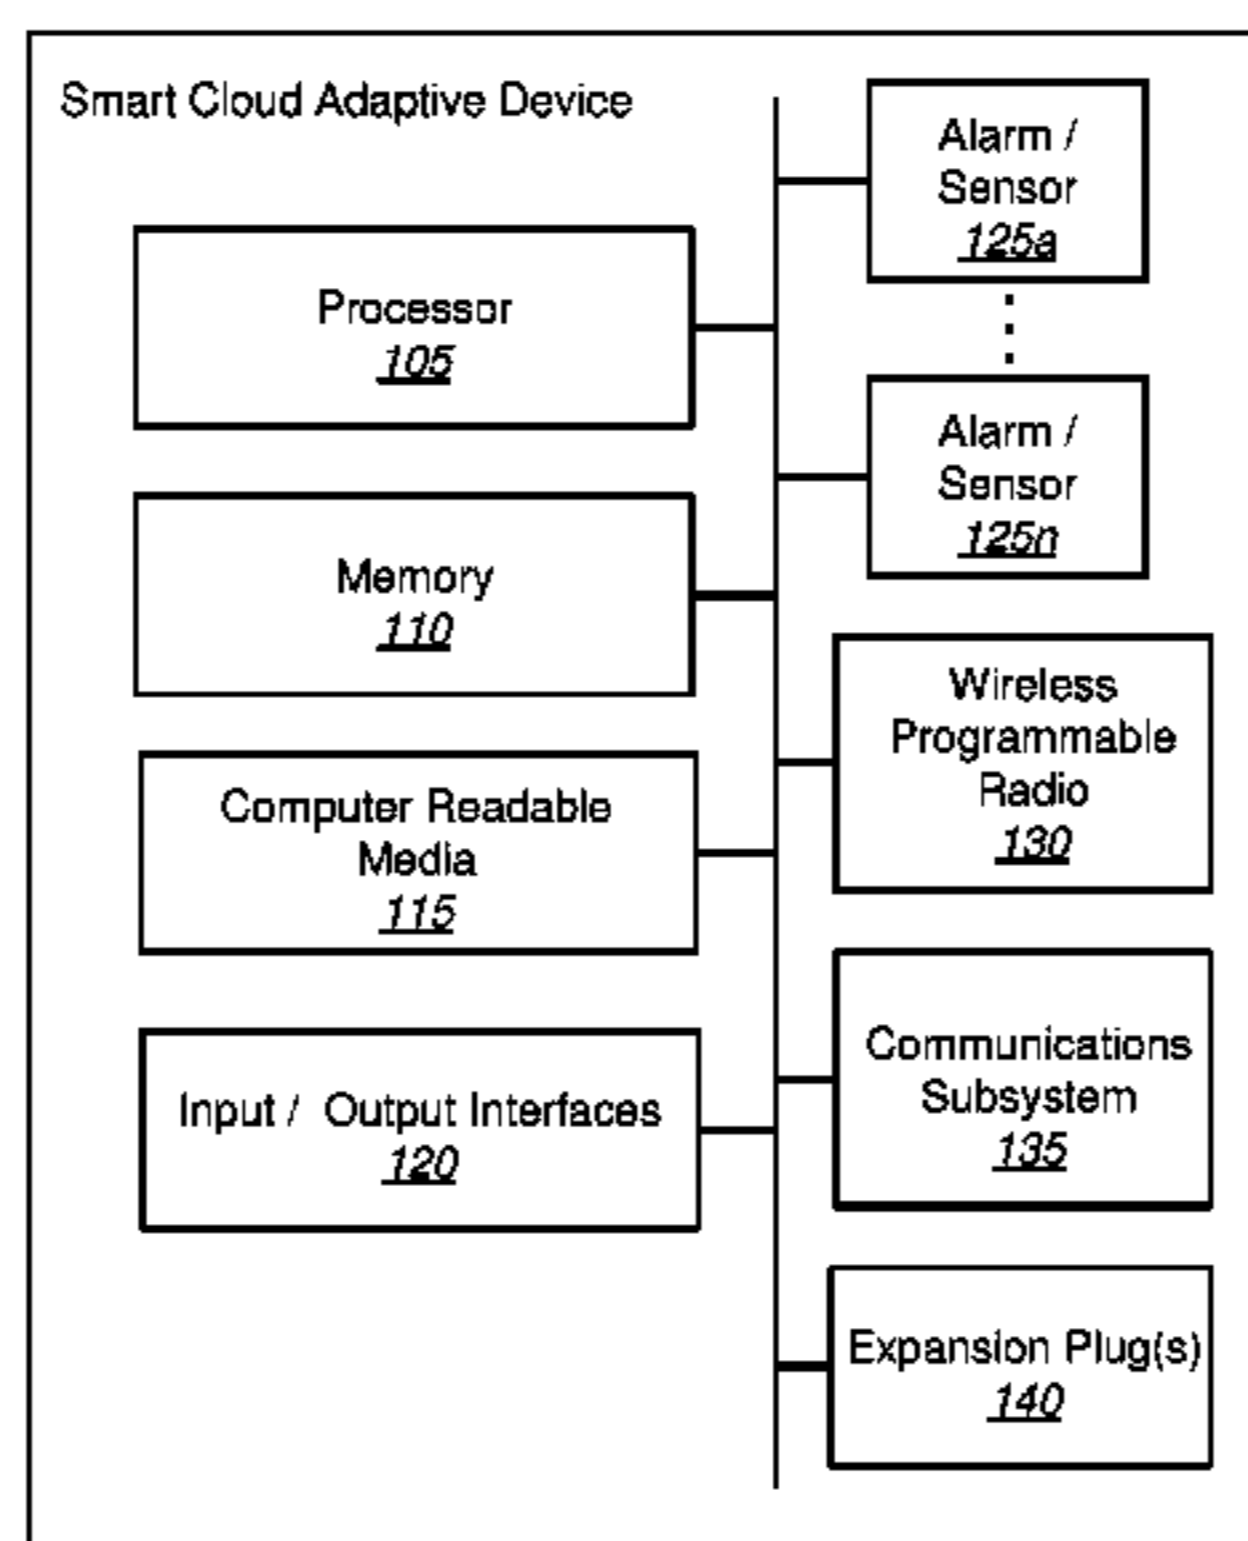 Smart Cloud Adaptive Device
Processor
105
Memory
110
Computer Readable
Media
115
Input / Output Interfaces
120
Alarm /
Sensor
125a
Alarm /
Sensor
125n
Wireless
Programmable
Radio
130
Communications
Subsystem
135
Expansion Plug(s)
140